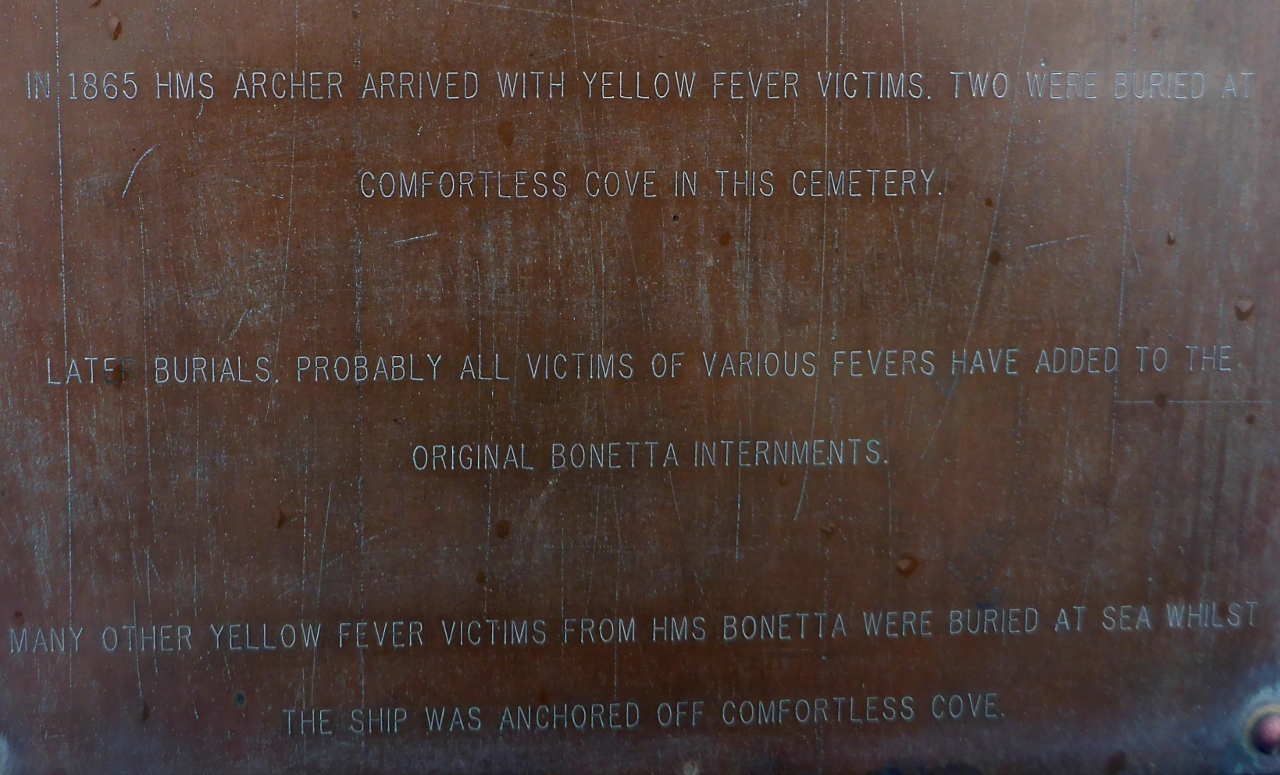 IN 1865 HMS ARCHER ARRIVED WITH YELLOW FEVER VICTIMS. TWO WERE BURIED AT
COMFORTLESS COVE IN THIS CEMETERY.
LATER BURIALS. PROBABLY ALL VICTIMS OF VARIOUS FEVERS HAVE ADDED TO THE
ORIGINAL BONETTA INTERNMENTS.
MANY OTHER YELLOW FEVER VICTIMS FROM HMS BONETTA WERE BURIED AT SEA WHILST
THE SHIP WAS ANCHORED OFF COMFORTLESS COVE.